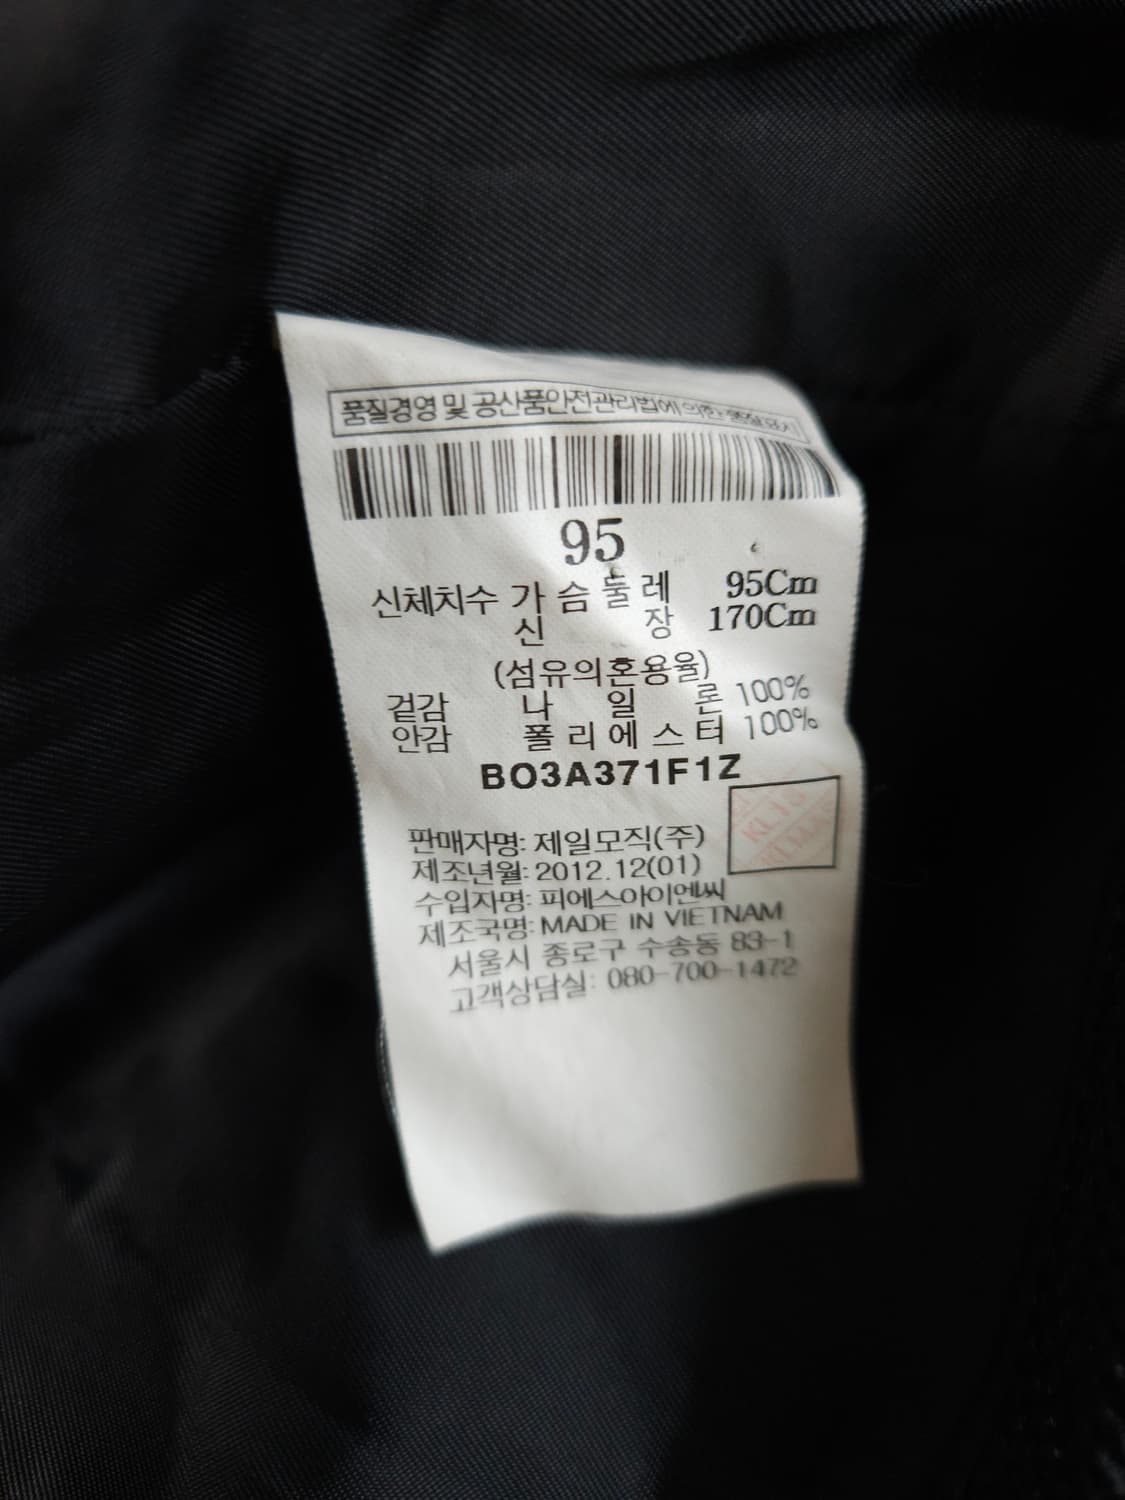 품질경영 및 공산품안전관리법에 의한 품질표시
95
신체치수 가슴둘레 95Cm
신장 170Cm
(섬유의혼용율)
겉감 나일론 100%
안감 폴리에스터 100%
BO3A371F1Z
판매자명: 제일모직(주)
제조년월: 2012.12(01)
수입자명: 피에스아이엔씨
제조국명: MADE IN VIETNAM
서울시 종로구 수송동 83-1
고객상담실: 080-700-1472